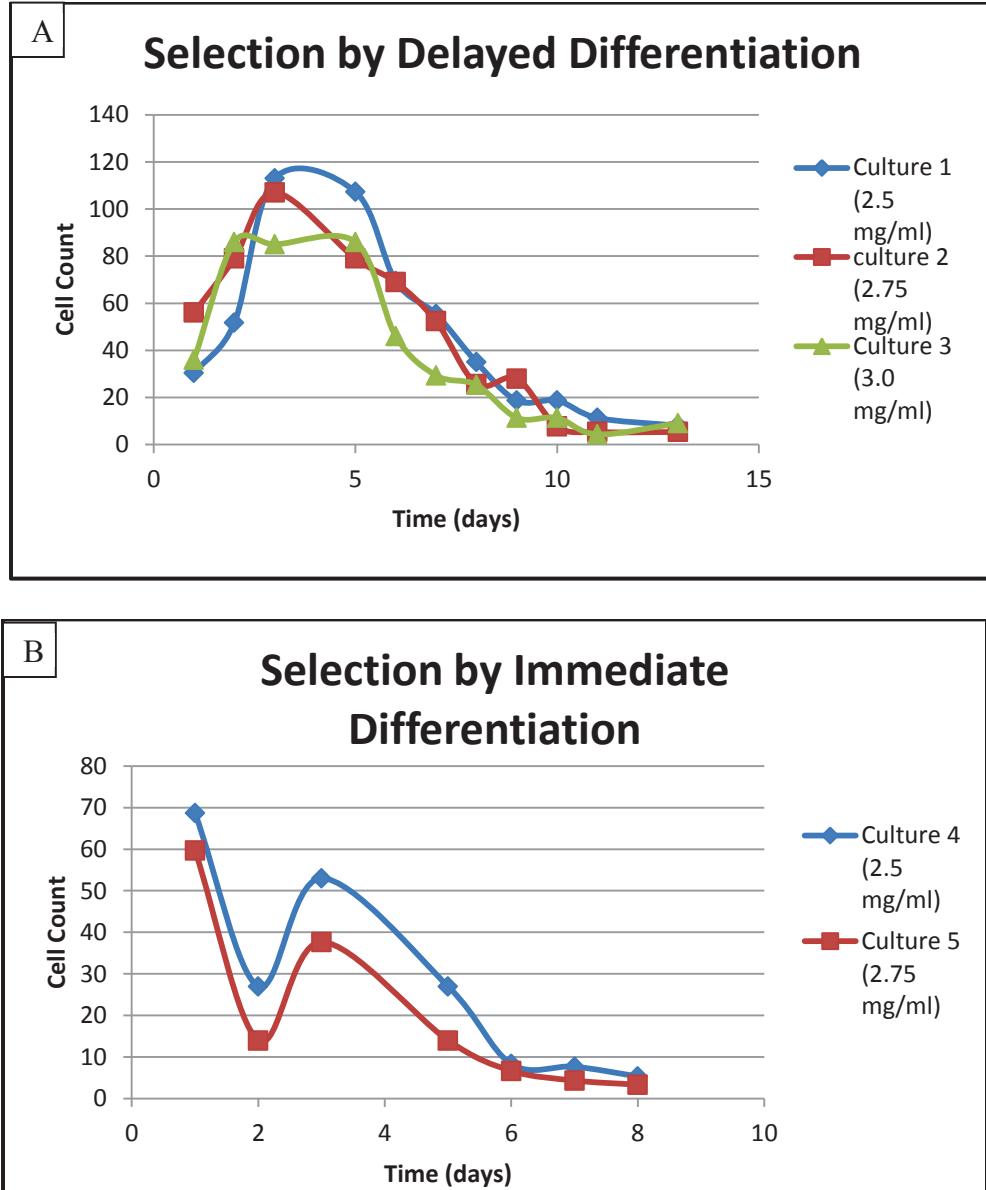 A
Selection by Delayed Differentiation
140
120
100
80
60
40
20
0
Cell Count
0 5 10 15
Time (days)
Culture 1
(2.5
mg/ml)
culture 2
(2.75
mg/ml)
Culture 3
(3.0
mg/ml)
B
Selection by Immediate
Differentiation
80
70
60
50
40
30
20
10
0
Cell Count
0 2 4 6 8 10
Time (days)
Culture 4
(2.5
mg/ml)
Culture 5
(2.75
mg/ml)